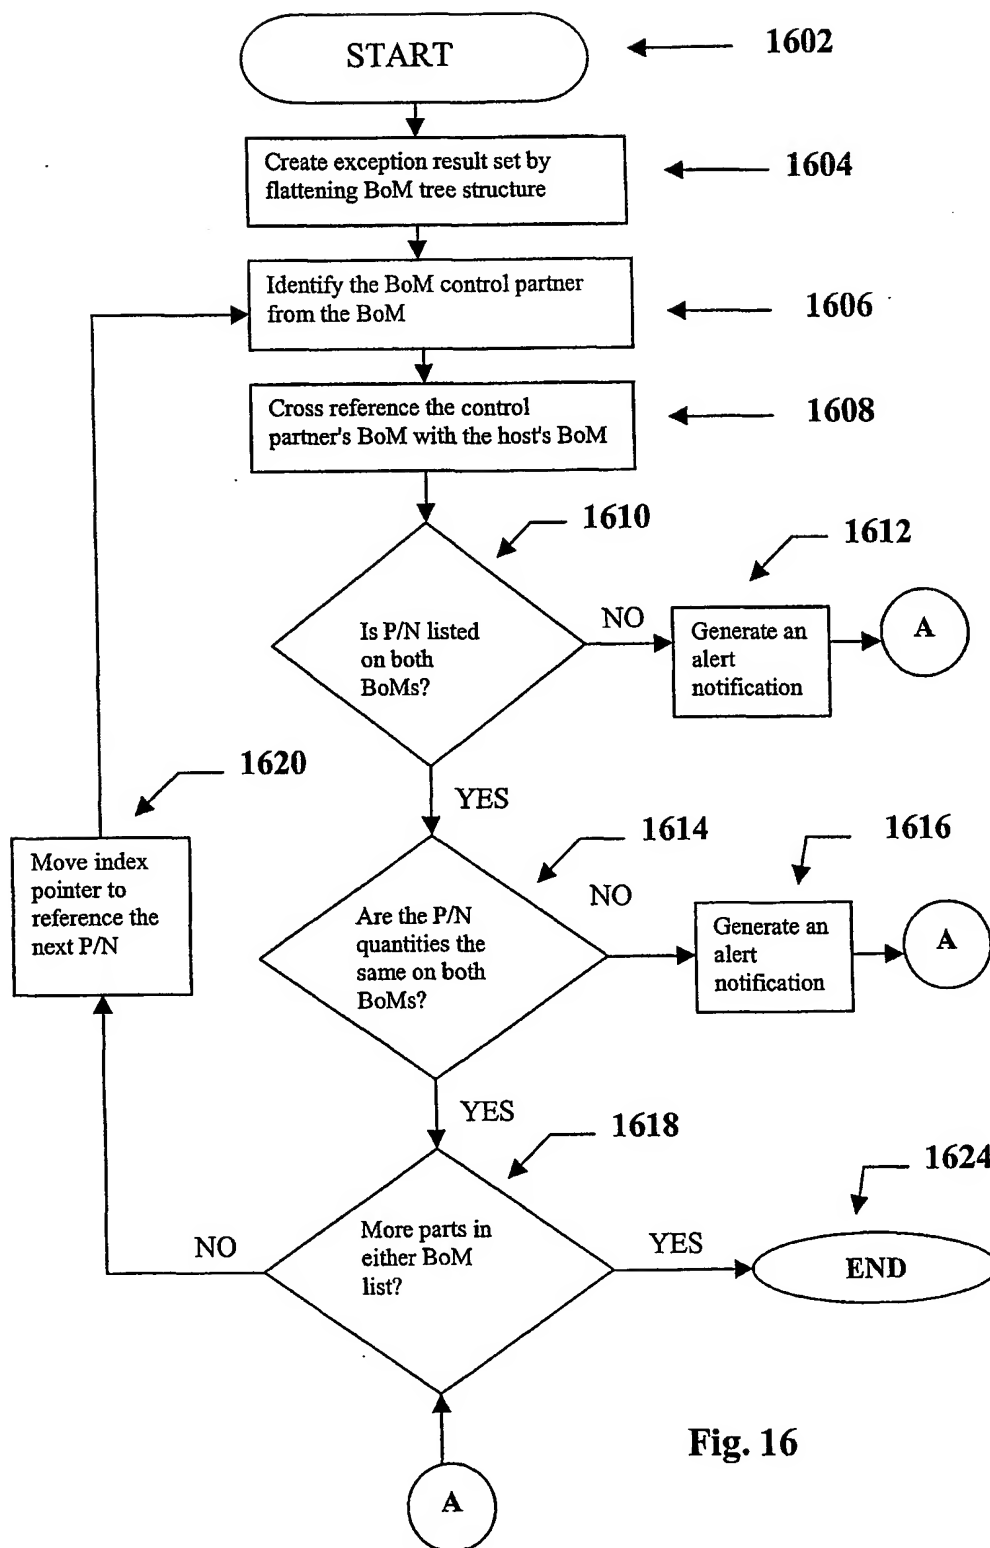 START
1602
Create exception result set by
flattening BoM tree structure
1604
Identify the BoM control partner
from the BoM
1606
Cross reference the control
partner's BoM with the host's BoM
1608
1610
1612
Is P/N listed
on both
BoMs?
NO
Generate an
alert
notification
A
YES
1620
1614
1616
Move index
pointer to
reference the
next P/N
Are the P/N
quantities the
same on both
BoMs?
NO
Generate an
alert
notification
A
YES
1618
1624
More parts in
either BoM
list?
NO
YES
END
A
Fig. 16